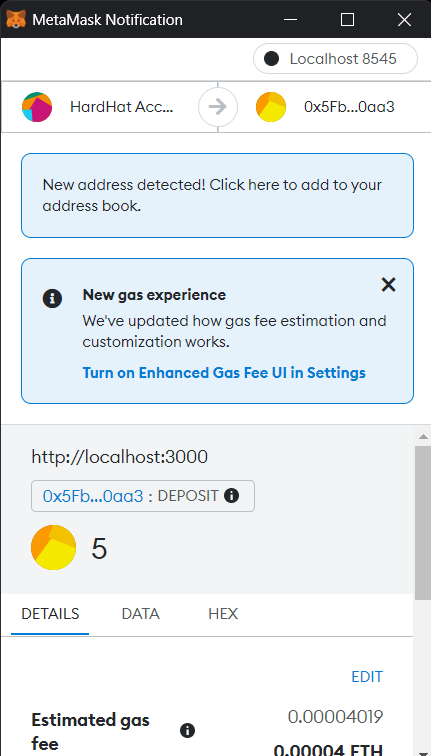 MetaMask Notification
Localhost 8545
HardHat Acc...
0x5Fb...0aa3
New address detected! Click here to add to your
address book.
New gas experience
We've updated how gas fee estimation and
customization works.
Turn on Enhanced Gas Fee UI in Settings
http://localhost:3000
0x5Fb...0aa3 : DEPOSIT
5
DETAILS DATA HEX
EDIT
Estimated gas
fee
0.00004019
0.00004 ETH